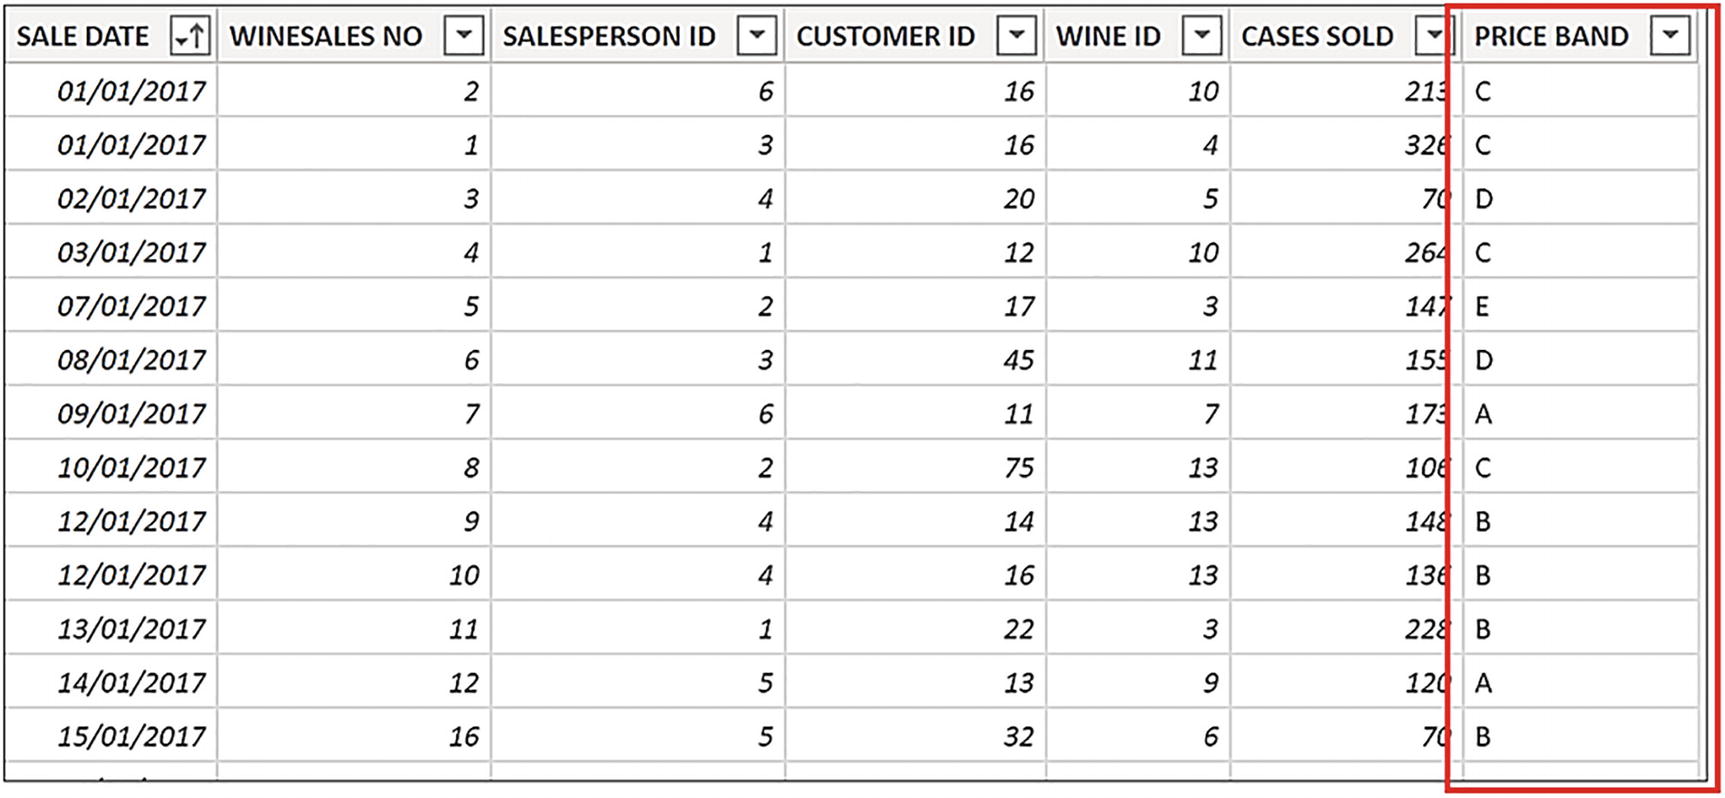 SALE DATE WINESALES NO SALESPERSON ID CUSTOMER ID WINE ID CASES SOLD PRICE BAND
01/01/2017 2 6 16 10 213 C
01/01/2017 1 3 16 4 326 C
02/01/2017 3 4 20 5 70 D
03/01/2017 4 1 12 10 264 C
07/01/2017 5 2 17 3 147 E
08/01/2017 6 3 45 11 155 D
09/01/2017 7 6 11 7 173 A
10/01/2017 8 2 75 13 106 C
12/01/2017 9 4 14 13 148 B
12/01/2017 10 4 16 13 136 B
13/01/2017 11 1 22 3 228 B
14/01/2017 12 5 13 9 120 A
15/01/2017 16 5 32 6 70 B